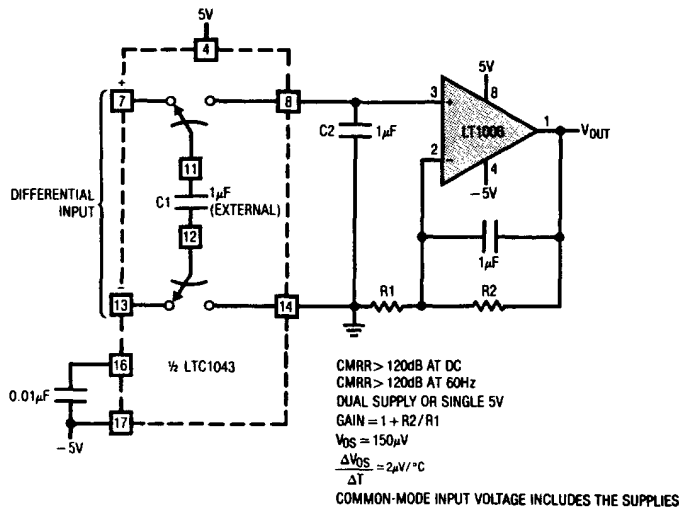 5V
4
+
7
8
C2
1μF
3
+
5V
8
LT1006
1
VOUT
2
−
4
−5V
11
C1
1μF
(EXTERNAL)
12
DIFFERENTIAL
INPUT
1μF
−
13
14
R1
R2
16
½ LTC1043
0.01μF
17
−5V
CMRR > 120dB AT DC
CMRR > 120dB AT 60Hz
DUAL SUPPLY OR SINGLE 5V
GAIN = 1 + R2/R1
VOS ≈ 150μV
ΔVOS
ΔT
≈ 2μV/°C
COMMON-MODE INPUT VOLTAGE INCLUDES THE SUPPLIES